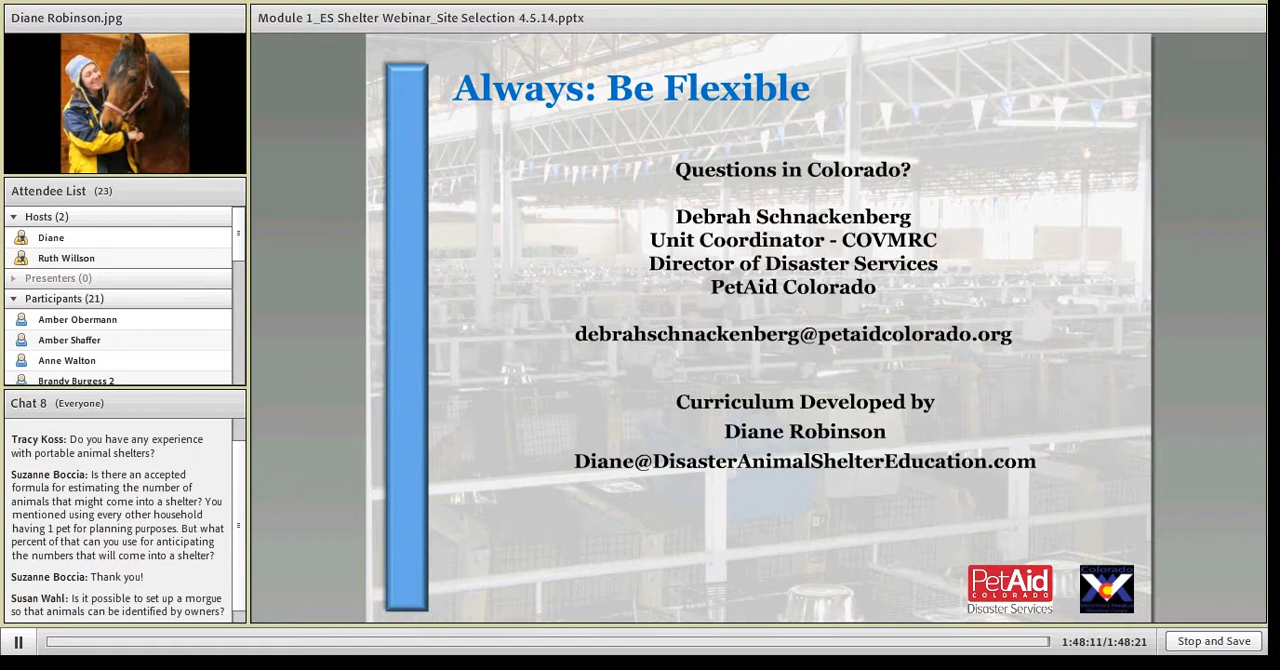 Diane Robinson.jpg
Module 1_ES Shelter Webinar_Site Selection 4.5.14.pptx
Attendee List (23)
Hosts (2)
Diane
Ruth Willson
Presenters (0)
Participants (21)
Amber Obermann
Amber Shaffer
Anne Walton
Brandy Burgess 2
Chat 8 (Everyone)
Tracy Koss: Do you have any experience
with portable animal shelters?
Suzanne Boccia: Is there an accepted
formula for estimating the number of
animals that might come into a shelter? You
mentioned using every other household
having 1 pet for planning purposes. But what
percent of that can you use for anticipating
the numbers that will come into a shelter?
Suzanne Boccia: Thank you!
Susan Wahl: Is it possible to set up a morgue
so that animals can be identified by owners?
Always: Be Flexible
Questions in Colorado?
Debrah Schnackenberg
Unit Coordinator - COVMRC
Director of Disaster Services
PetAid Colorado
debrahschnackenberg@petaidcolorado.org
Curriculum Developed by
Diane Robinson
Diane@DisasterAnimalShelterEducation.com
PetAid
COLORADO
Disaster Services
Colorado
1:48:11/1:48:21
Stop and Save